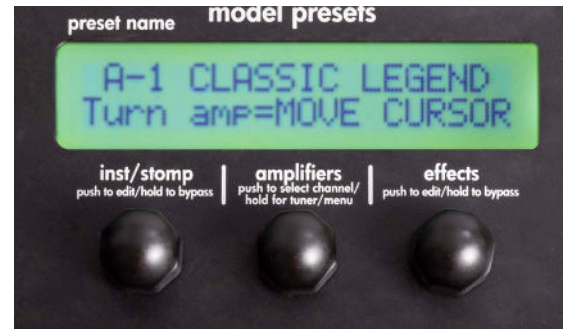 model presets
preset name
A-1 CLASSIC LEGEND
Turn amp=MOVE CURSOR
inst/stomp
push to edit/hold to bypass
amplifiers
push to select channel/
hold for tuner/menu
effects
push to edit/hold to bypass